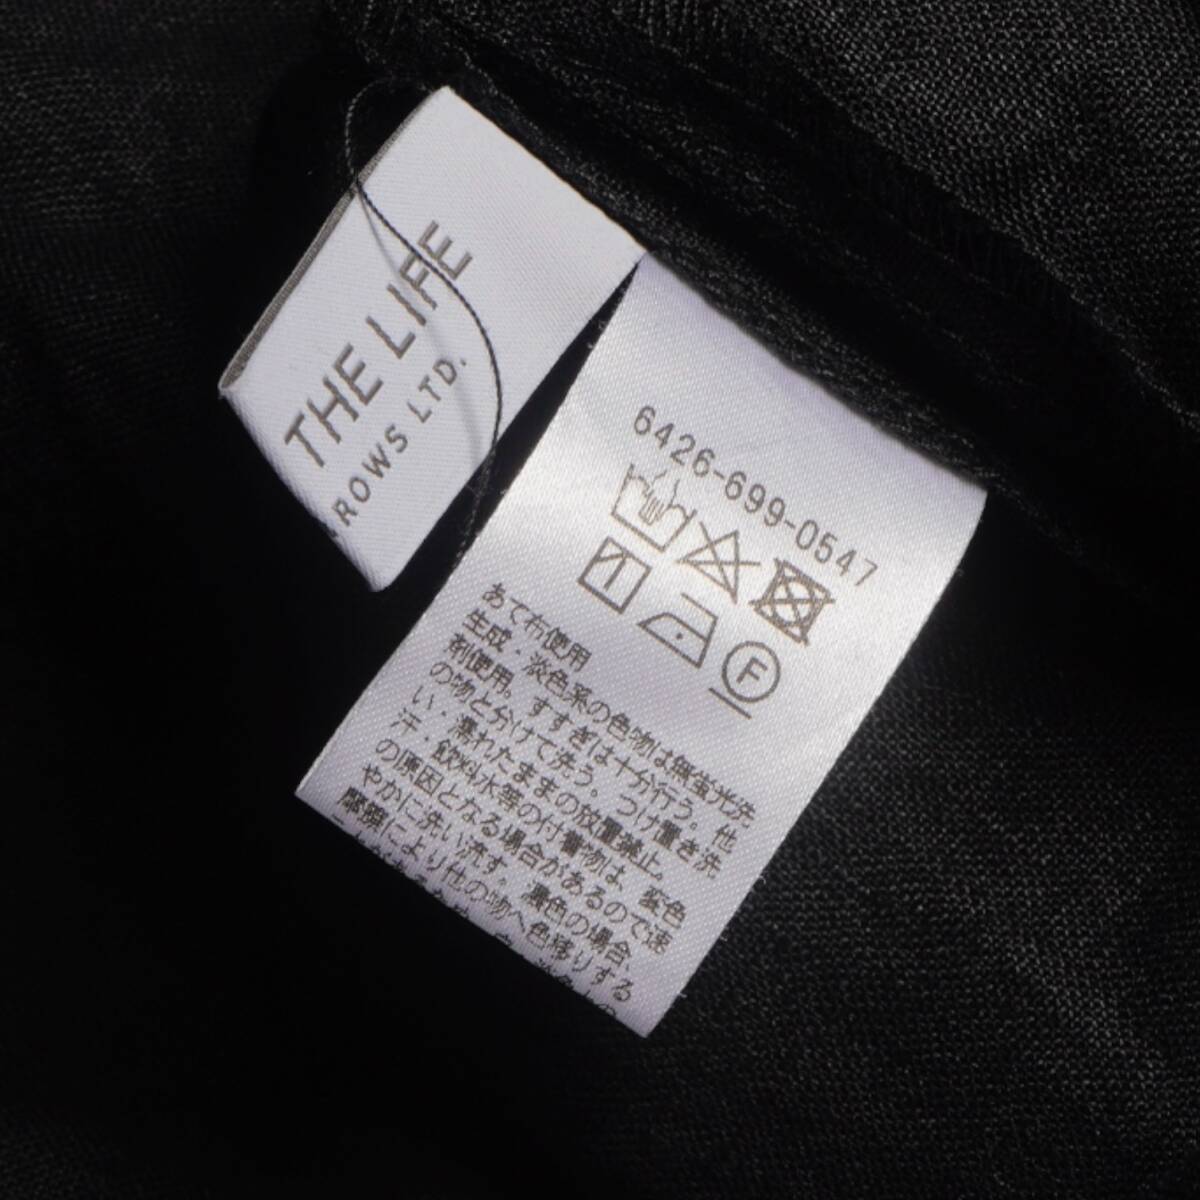 THE LIFE
ROWS LTD.
6426-699-0547
F
あて布使用
生成・淡色系の色物は無蛍光洗
剤使用。すすぎは十分行う。他
の物と分けて洗う。つけ置き洗
い・濡れたままの放置禁止。
汗・飲料水等の付着物は、変色
の原因となる場合があるので速
やかに洗い流す。濃色の場合、
摩擦により他の物へ色移りする